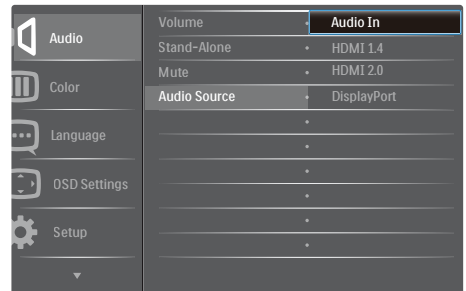 Audio
Color
Language
OSD Settings
Setup
Volume
Stand-Alone
Mute
Audio Source
Audio In
HDMI 1.4
HDMI 2.0
DisplayPort